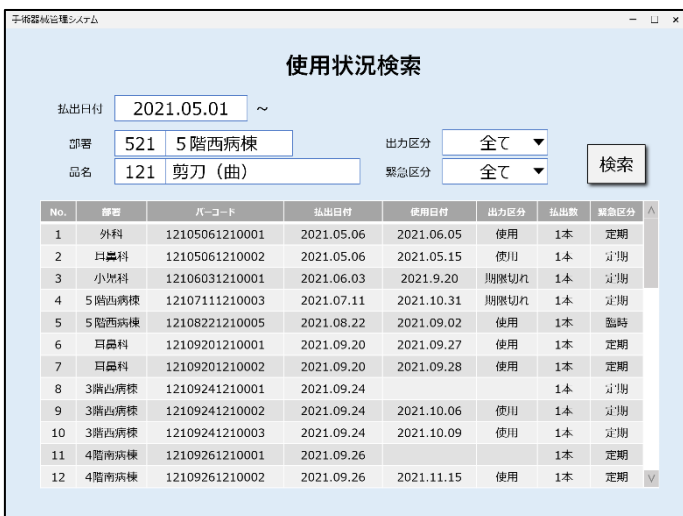 手術器械管理システム
使用状況検索
払出日付 2021.05.01 ~
部署 521 5階西病棟 出力区分 全て ▼
品名 121 剪刀(曲) 緊急区分 全て ▼
検索
No. 部署 バーコード 払出日付 使用日付 出力区分 払出数 緊急区分
1 外科 12105061210001 2021.05.06 2021.06.05 使用 1本 定期
2 耳鼻科 12105061210002 2021.05.06 2021.05.15 使用 1本 定期
3 小児科 12106031210001 2021.06.03 2021.9.20 期限切れ 1本 定期
4 5階西病棟 12107111210003 2021.07.11 2021.10.31 期限切れ 1本 定期
5 5階西病棟 12108221210005 2021.08.22 2021.09.02 使用 1本 臨時
6 耳鼻科 12109201210001 2021.09.20 2021.09.27 使用 1本 定期
7 耳鼻科 12109201210002 2021.09.20 2021.09.28 使用 1本 定期
8 3階西病棟 12109241210001 2021.09.24 1本 定期
9 3階西病棟 12109241210002 2021.09.24 2021.10.06 使用 1本 定期
10 3階西病棟 12109241210003 2021.09.24 2021.10.09 使用 1本 定期
11 4階南病棟 12109261210001 2021.09.26 1本 定期
12 4階南病棟 12109261210002 2021.09.26 2021.11.15 使用 1本 定期